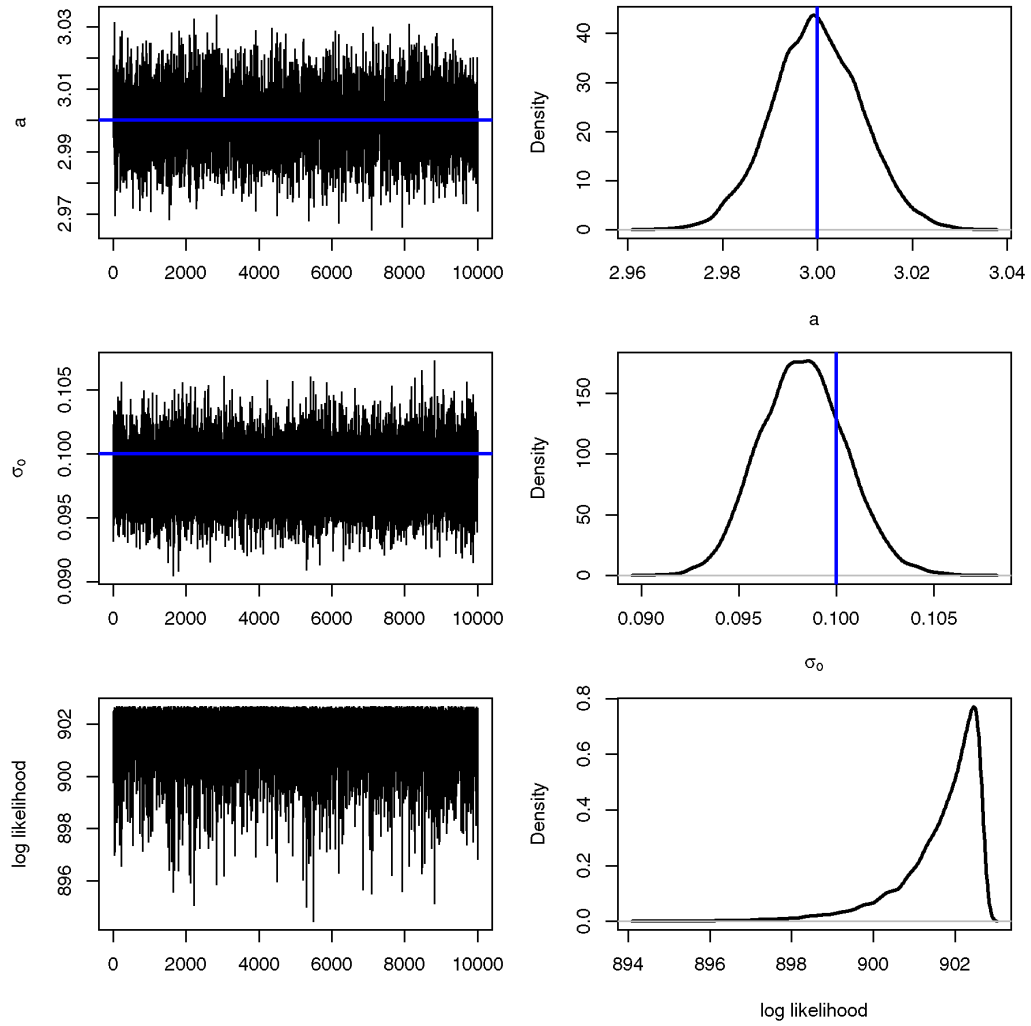 a
2.97 2.99 3.01 3.03
0 2000 4000 6000 8000 10000
Density
0 10 20 30 40
2.96 2.98 3.00 3.02 3.04
a
σ₀
0.090 0.095 0.100 0.105
0 2000 4000 6000 8000 10000
Density
0 50 100 150
0.090 0.095 0.100 0.105
σ₀
log likelihood
896 898 900 902
0 2000 4000 6000 8000 10000
Density
0.0 0.2 0.4 0.6 0.8
894 896 898 900 902
log likelihood